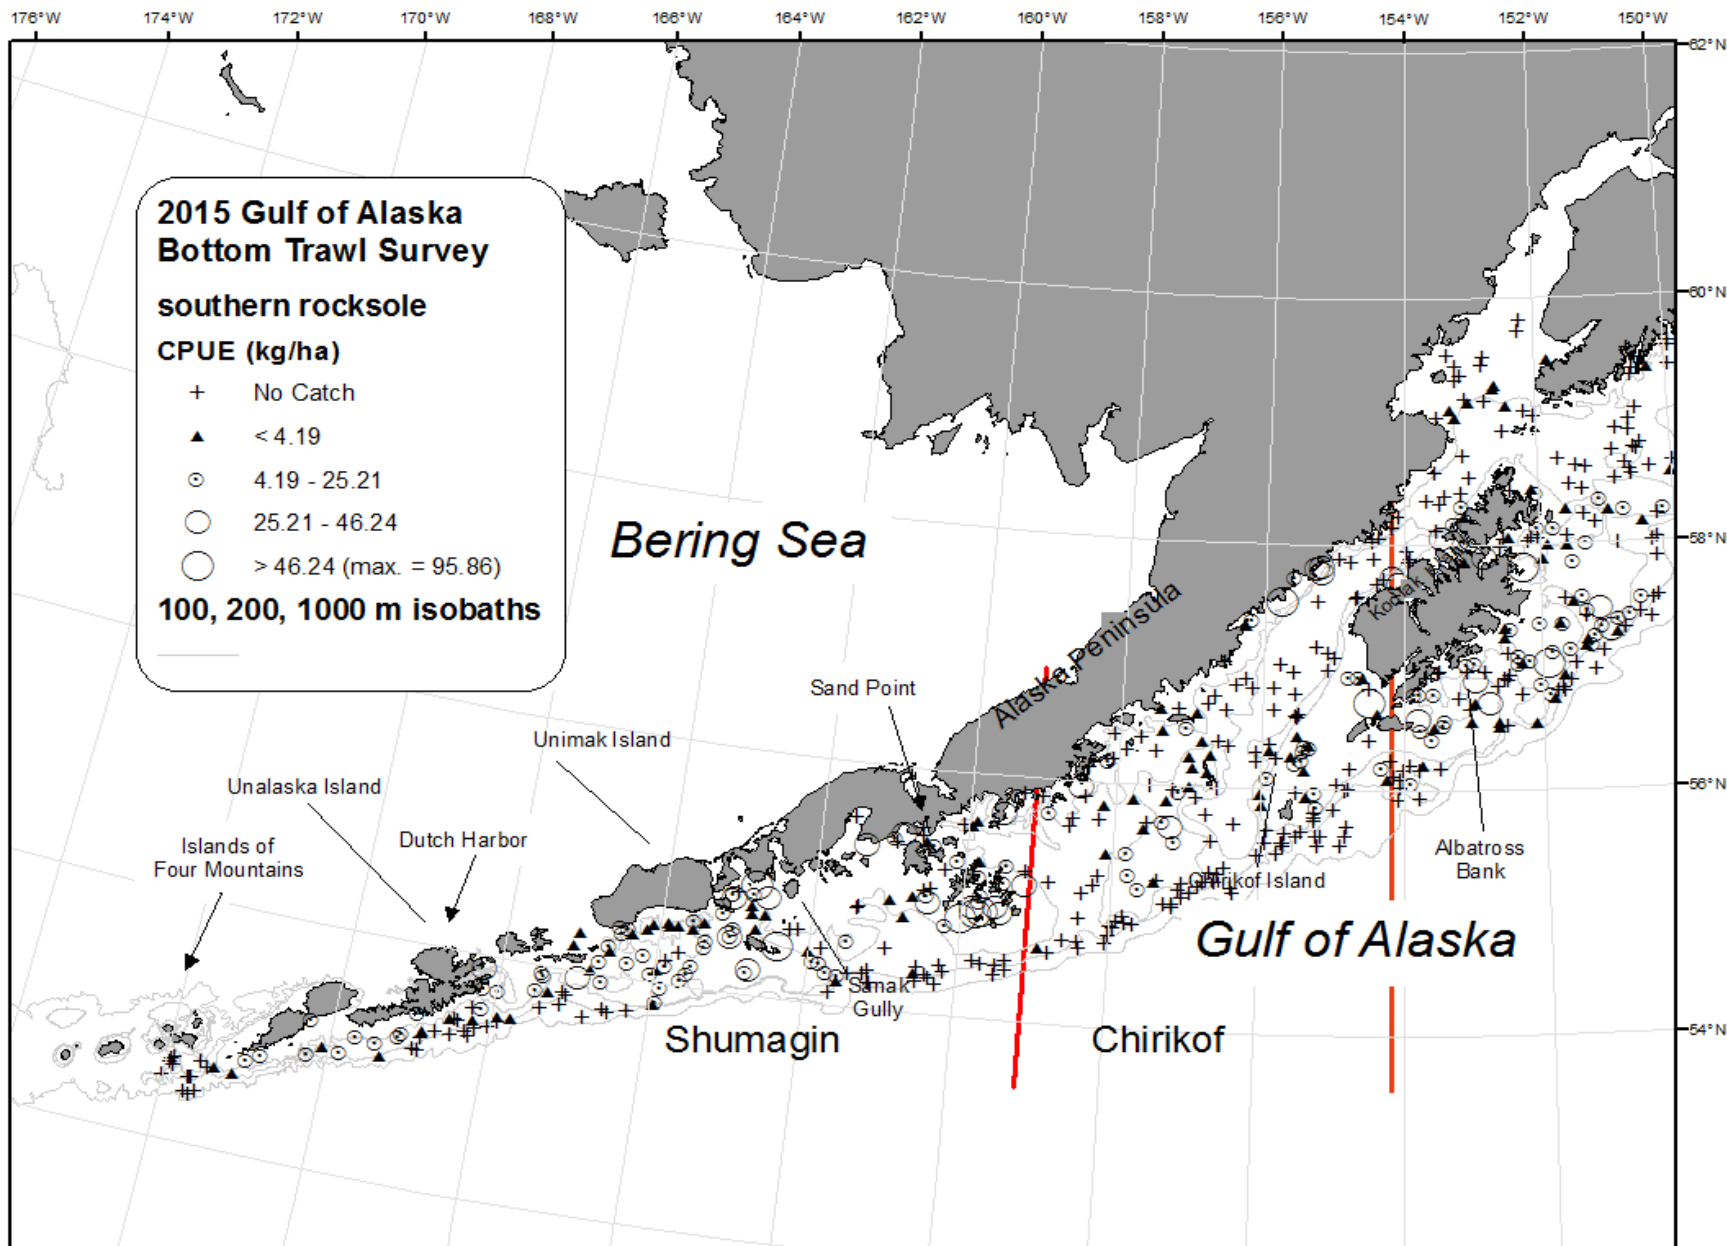 176°W 174°W 172°W 170°W 168°W 166°W 164°W 162°W 160°W 158°W 156°W 154°W 152°W 150°W
62°N
2015 Gulf of Alaska
Bottom Trawl Survey
southern rocksole
CPUE (kg/ha)
No Catch
< 4.19
4.19 - 25.21
25.21 - 46.24
> 46.24 (max. = 95.86)
100, 200, 1000 m isobaths
60°N
Bering Sea
58°N
Kodiak
Alaska Peninsula
Sand Point
Unimak Island
Unalaska Island
56°N
Dutch Harbor
Islands of
Four Mountains
Albatross
Bank
Chirikof Island
Gulf of Alaska
Sanak
Gully
54°N
Shumagin
Chirikof